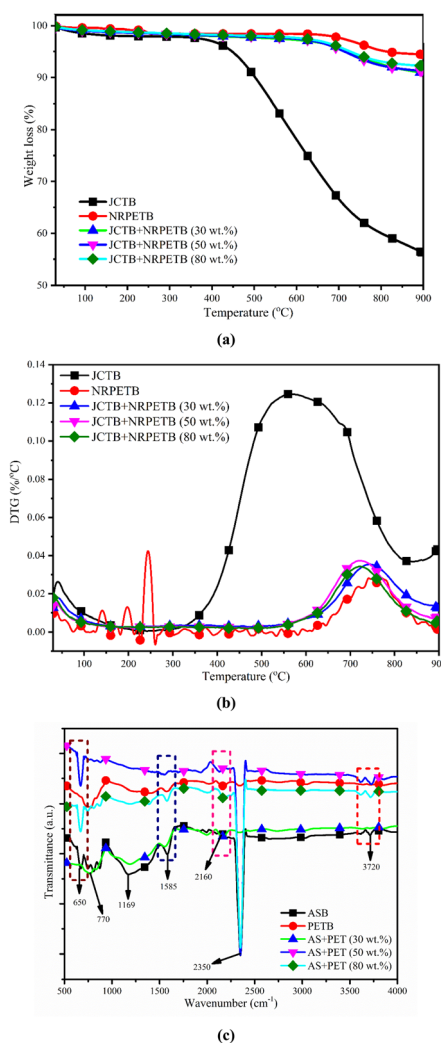 100
90
80
70
60
50
Weight loss (%)
JCTB
NRPETB
JCTB+NRPETB (30 wt.%)
JCTB+NRPETB (50 wt.%)
JCTB+NRPETB (80 wt.%)
100 200 300 400 500 600 700 800 900
Temperature (°C)
(a)
0.14
0.12
0.10
0.08
0.06
0.04
0.02
0.00
DTG (%/°C)
JCTB
NRPETB
JCTB+NRPETB (30 wt.%)
JCTB+NRPETB (50 wt.%)
JCTB+NRPETB (80 wt.%)
100 200 300 400 500 600 700 800 900
Temperature (°C)
(b)
Transmittance (a.u.)
650
770
1169
1585
2160
2350
3720
ASB
PETB
AS+PET (30 wt.%)
AS+PET (50 wt.%)
AS+PET (80 wt.%)
500 1000 1500 2000 2500 3000 3500 4000
Wavenumber (cm⁻¹)
(c)